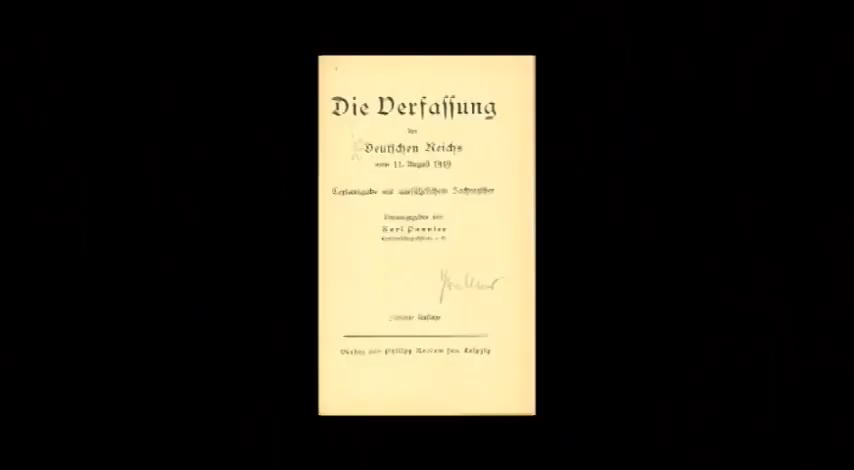 Die Verfassung
des
Deutschen Reichs
vom 11. August 1919
Textausgabe mit ausführlichem Sachregister
Herausgegeben von
Karl Pannier
Auflage
Verlag von Philipp Reclam jun. Leipzig